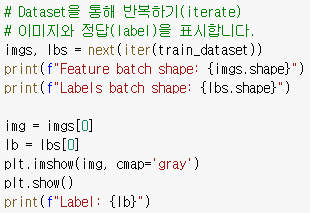 # Dataset을 통해 반복하기(iterate)
# 이미지와 정답(label)을 표시합니다.
imgs, lbs = next(iter(train_dataset))
print(f"Feature batch shape: {imgs.shape}")
print(f"Labels batch shape: {lbs.shape}")
img = imgs[0]
lb = lbs[0]
plt.imshow(img, cmap='gray')
plt.show()
print(f"Label: {lb}")